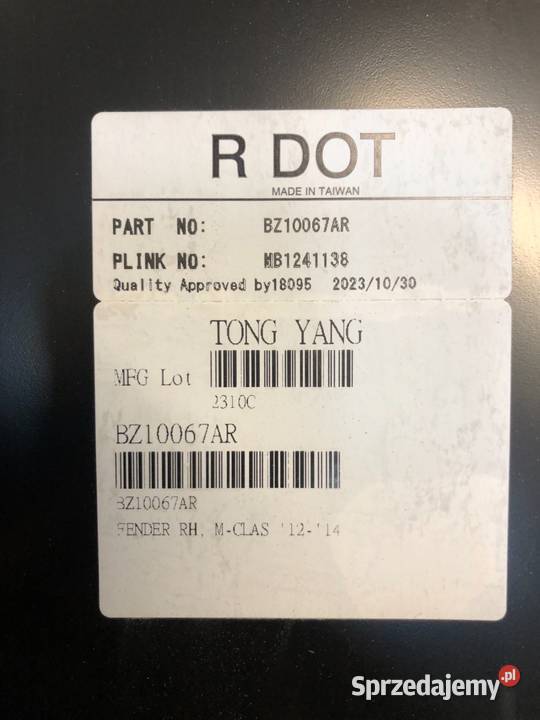 R DOT
MADE IN TAIWAN
PART NO: BZ10067AR
PLINK NO: MB1241138
Quality Approved by18095 2023/10/30
TONG YANG
MFG Lot
2310C
BZ10067AR
BZ10067AR
FENDER RH, M-CLAS '12-'14
Sprzedajemy.pl